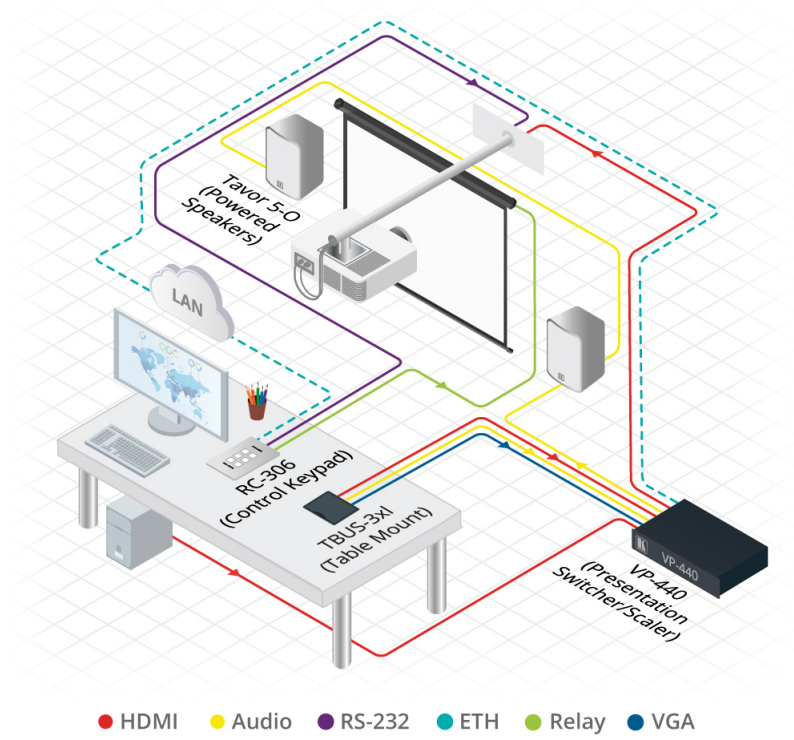 Tavor 5-O
(Powered
Speakers)
LAN
RC-306
(Control Keypad)
TBUS-3xl
(Table Mount)
VP-440
VP-440
(Presentation
Switcher/Scaler)
HDMI
Audio
RS-232
ETH
Relay
VGA